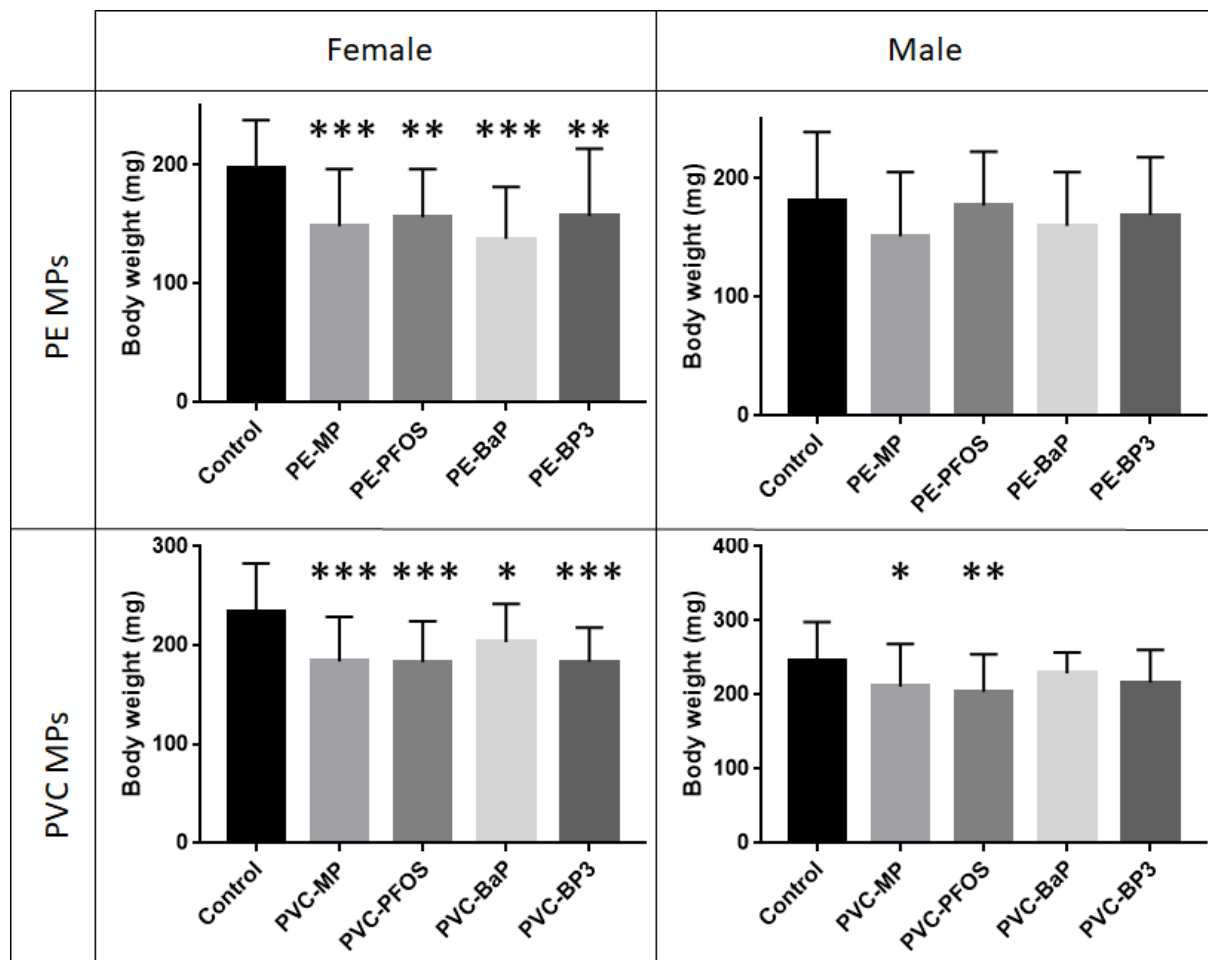 Female
Male
PE MPs
Body weight (mg)
200
100
0
*** ** *** **
Control
PE-MP
PE-PFOS
PE-BaP
PE-BP3
Body weight (mg)
200
100
0
Control
PE-MP
PE-PFOS
PE-BaP
PE-BP3
PVC MPs
Body weight (mg)
300
200
100
0
*** *** * ***
Control
PVC-MP
PVC-PFOS
PVC-BaP
PVC-BP3
Body weight (mg)
400
300
200
100
0
* **
Control
PVC-MP
PVC-PFOS
PVC-BaP
PVC-BP3